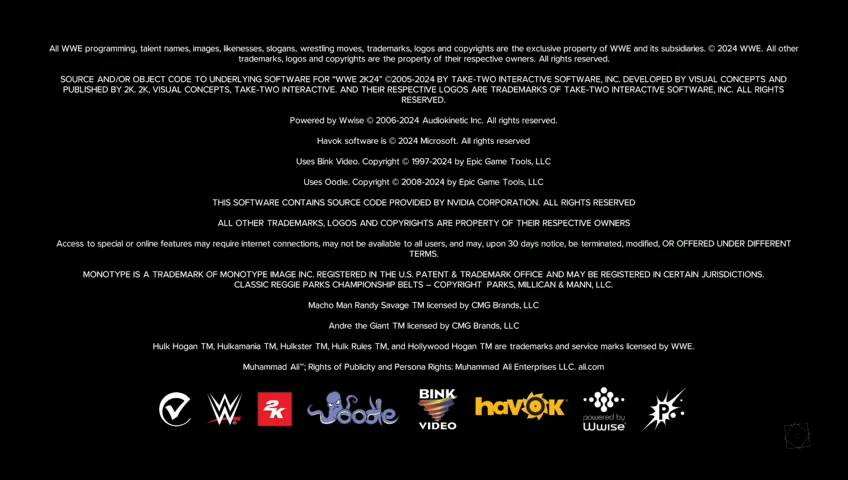 All WWE programming, talent names, images, likenesses, slogans, wrestling moves, trademarks, logos and copyrights are the exclusive property of WWE and its subsidiaries. © 2024 WWE. All other
trademarks, logos and copyrights are the property of their respective owners. All rights reserved.
SOURCE AND/OR OBJECT CODE TO UNDERLYING SOFTWARE FOR "WWE 2K24" ©2005-2024 BY TAKE-TWO INTERACTIVE SOFTWARE, INC. DEVELOPED BY VISUAL CONCEPTS AND
PUBLISHED BY 2K. 2K, VISUAL CONCEPTS, TAKE-TWO INTERACTIVE. AND THEIR RESPECTIVE LOGOS ARE TRADEMARKS OF TAKE-TWO INTERACTIVE SOFTWARE, INC. ALL RIGHTS
RESERVED.
Powered by Wwise © 2006-2024 Audiokinetic Inc. All rights reserved.
Havok software is © 2024 Microsoft. All rights reserved
Uses Bink Video. Copyright © 1997-2024 by Epic Game Tools, LLC
Uses Oodle. Copyright © 2008-2024 by Epic Game Tools, LLC
THIS SOFTWARE CONTAINS SOURCE CODE PROVIDED BY NVIDIA CORPORATION. ALL RIGHTS RESERVED
ALL OTHER TRADEMARKS, LOGOS AND COPYRIGHTS ARE PROPERTY OF THEIR RESPECTIVE OWNERS
Access to special or online features may require internet connections, may not be available to all users, and may, upon 30 days notice, be terminated, modified, OR OFFERED UNDER DIFFERENT
TERMS.
MONOTYPE IS A TRADEMARK OF MONOTYPE IMAGE INC. REGISTERED IN THE U.S. PATENT & TRADEMARK OFFICE AND MAY BE REGISTERED IN CERTAIN JURISDICTIONS.
CLASSIC REGGIE PARKS CHAMPIONSHIP BELTS – COPYRIGHT PARKS, MILLICAN & MANN, LLC.
Macho Man Randy Savage TM licensed by CMG Brands, LLC
Andre the Giant TM licensed by CMG Brands, LLC
Hulk Hogan TM, Hulkamania TM, Hulkster TM, Hulk Rules TM, and Hollywood Hogan TM are trademarks and service marks licensed by WWE.
Muhammad Ali™; Rights of Publicity and Persona Rights: Muhammad Ali Enterprises LLC. ali.com
W 2K oodle BINK VIDEO havok powered by Wwise P